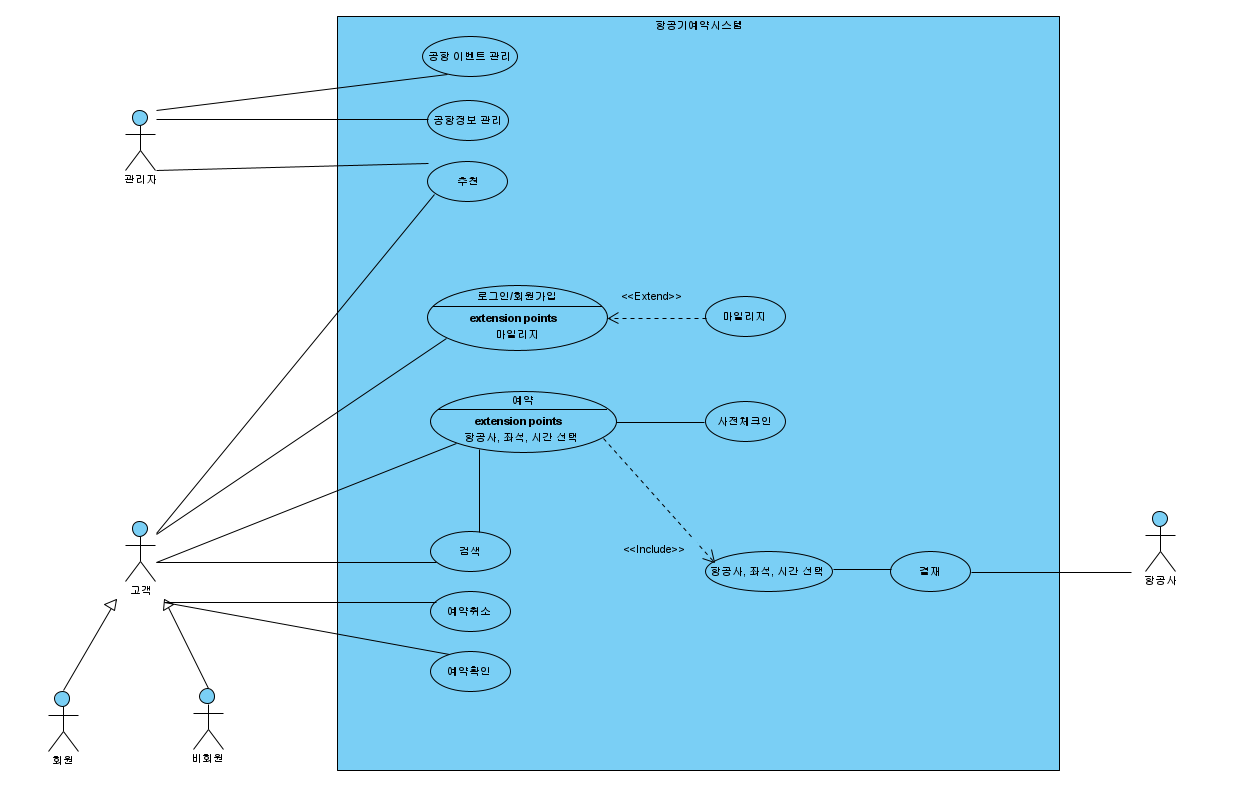 항공기예약시스템
공항 이벤트 관리
공항정보 관리
관리자
추천
로그인/회원가입
extension points
마일리지
<<Extend>>
마일리지
예약
extension points
항공사, 좌석, 시간 선택
사전체크인
검색
<<Include>>
항공사, 좌석, 시간 선택
결재
항공사
고객
예약취소
예약확인
회원
비회원